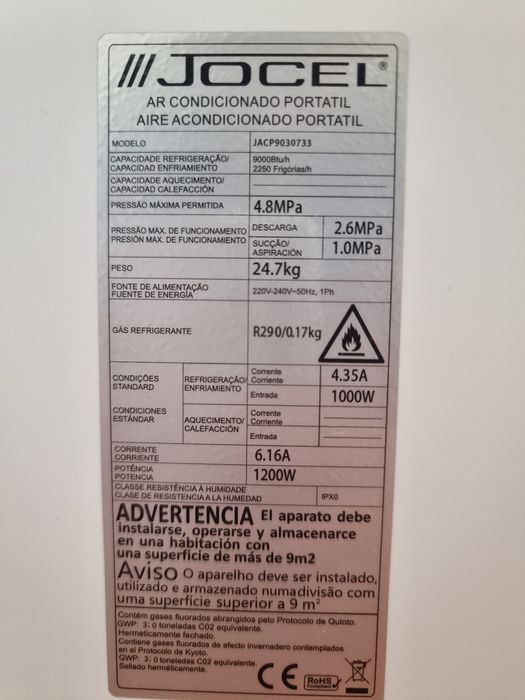 JOCEL®
AR CONDICIONADO PORTATIL
AIRE ACONDICIONADO PORTATIL
MODELO JACP9030733
CAPACIDADE REFRIGERAÇÃO/ 9000Btu/h
CAPACIDAD ENFRIAMIENTO 2250 Frigórias/h
CAPACIDADE AQUECIMENTO/
CAPACIDAD CALEFACCIÓN
PRESSÃO MÁXIMA PERMITIDA 4.8MPa
PRESSÃO MAX. DE FUNCIONAMENTO DESCARGA 2.6MPa
PRESIÓN MAX. DE FUNCIONAMIENTO SUCÇÃO/ 1.0MPa
ASPIRACIÓN
PESO 24.7kg
FONTE DE ALIMENTAÇÃO 220V-240V~50Hz, 1Ph
FUENTE DE ENERGÍA
GÁS REFRIGERANTE R290/0.17kg
CONDIÇÕES REFRIGERAÇÃO/ Corrente 4.35A
STANDARD ENFRIAMIENTO Corriente
Entrada 1000W
CONDICIONES AQUECIMENTO/ Corrente
ESTÁNDAR CALEFACCIÓN Corriente
Entrada
CORRENTE 6.16A
CORRIENTE
POTÊNCIA 1200W
POTENCIA
CLASSE RESISTÊNCIA À HUMIDADE IPX0
CLASE DE RESISTENCIA A LA HUMEDAD
ADVERTENCIA El aparato debe
instalarse, operarse y almacenarce
en una habitación con
una superficie de más de 9m2
Aviso O aparelho deve ser instalado,
utilizado e armazenado numadivisão com
uma superfície superior a 9 m²
Contém gases fluorados abrangidos pelo Protocolo de Quioto.
GWP: 3; 0 toneladas C02 equivalente.
Hermeticamente fechado.
Contiene gases fluorados de efecto invernadero contemplados
en el Protocolo de Kyoto.
GWP: 3; 0 toneladas C02 equivalente.
Sellado herméticamente.
CE RoHS
Compliant